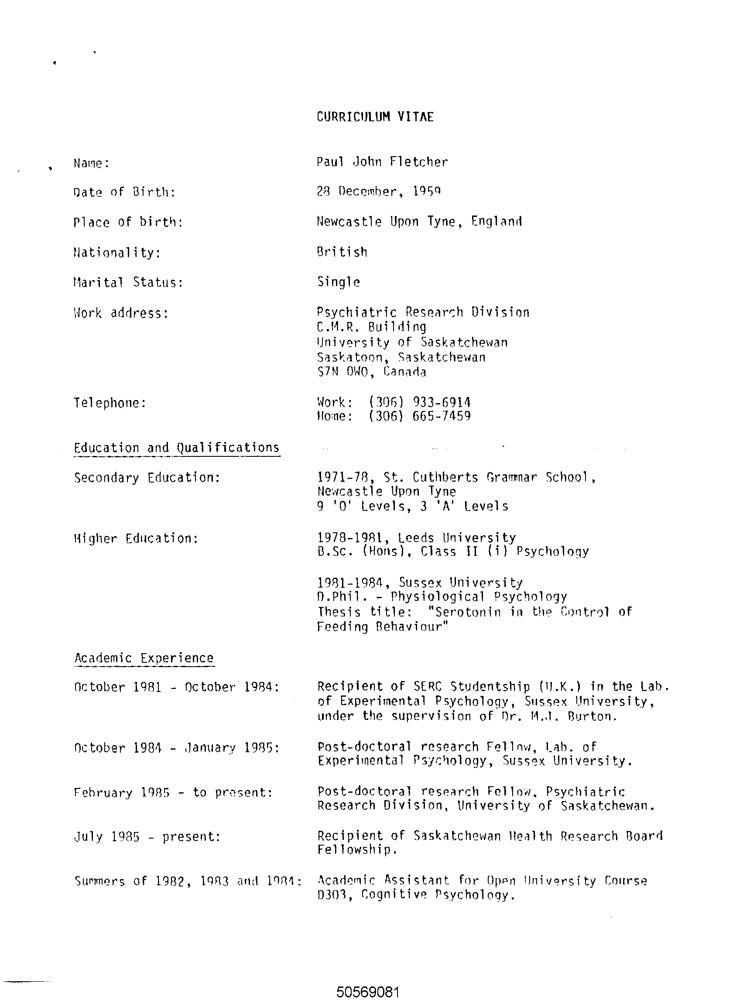 CURRICULUM VITAE
Name: Paul John Fletcher
Date of Birth: 28 December, 1959
Place of birth: Newcastle Upon Tyne, England
Nationality: British
Marital Status: Single
Work address: Psychiatric Research Division
C.M.R. Building
University of Saskatchewan
Saskatoon, Saskatchewan
S7N 0W0, Canada
Telephone: Work: (306) 933-6914
Home: (306) 665-7459
Education and Qualifications
Secondary Education: 1971-78, St. Cuthberts Grammar School,
Newcastle Upon Tyne
9 'O' Levels, 3 'A' Levels
Higher Education: 1978-1981, Leeds University
B.Sc. (Hons), Class II (i) Psychology
1981-1984, Sussex University
D.Phil. - Physiological Psychology
Thesis title: "Serotonin in the Control of
Feeding Behaviour"
Academic Experience
October 1981 - October 1984: Recipient of SERC Studentship (U.K.) in the Lab.
of Experimental Psychology, Sussex University,
under the supervision of Dr. M.J. Burton.
October 1984 - January 1985: Post-doctoral research Fellow, Lab. of
Experimental Psychology, Sussex University.
February 1985 - to present: Post-doctoral research Fellow, Psychiatric
Research Division, University of Saskatchewan.
July 1985 - present: Recipient of Saskatchewan Health Research Board
Fellowship.
Summers of 1982, 1983 and 1984: Academic Assistant for Open University Course
D303, Cognitive Psychology.
50569081